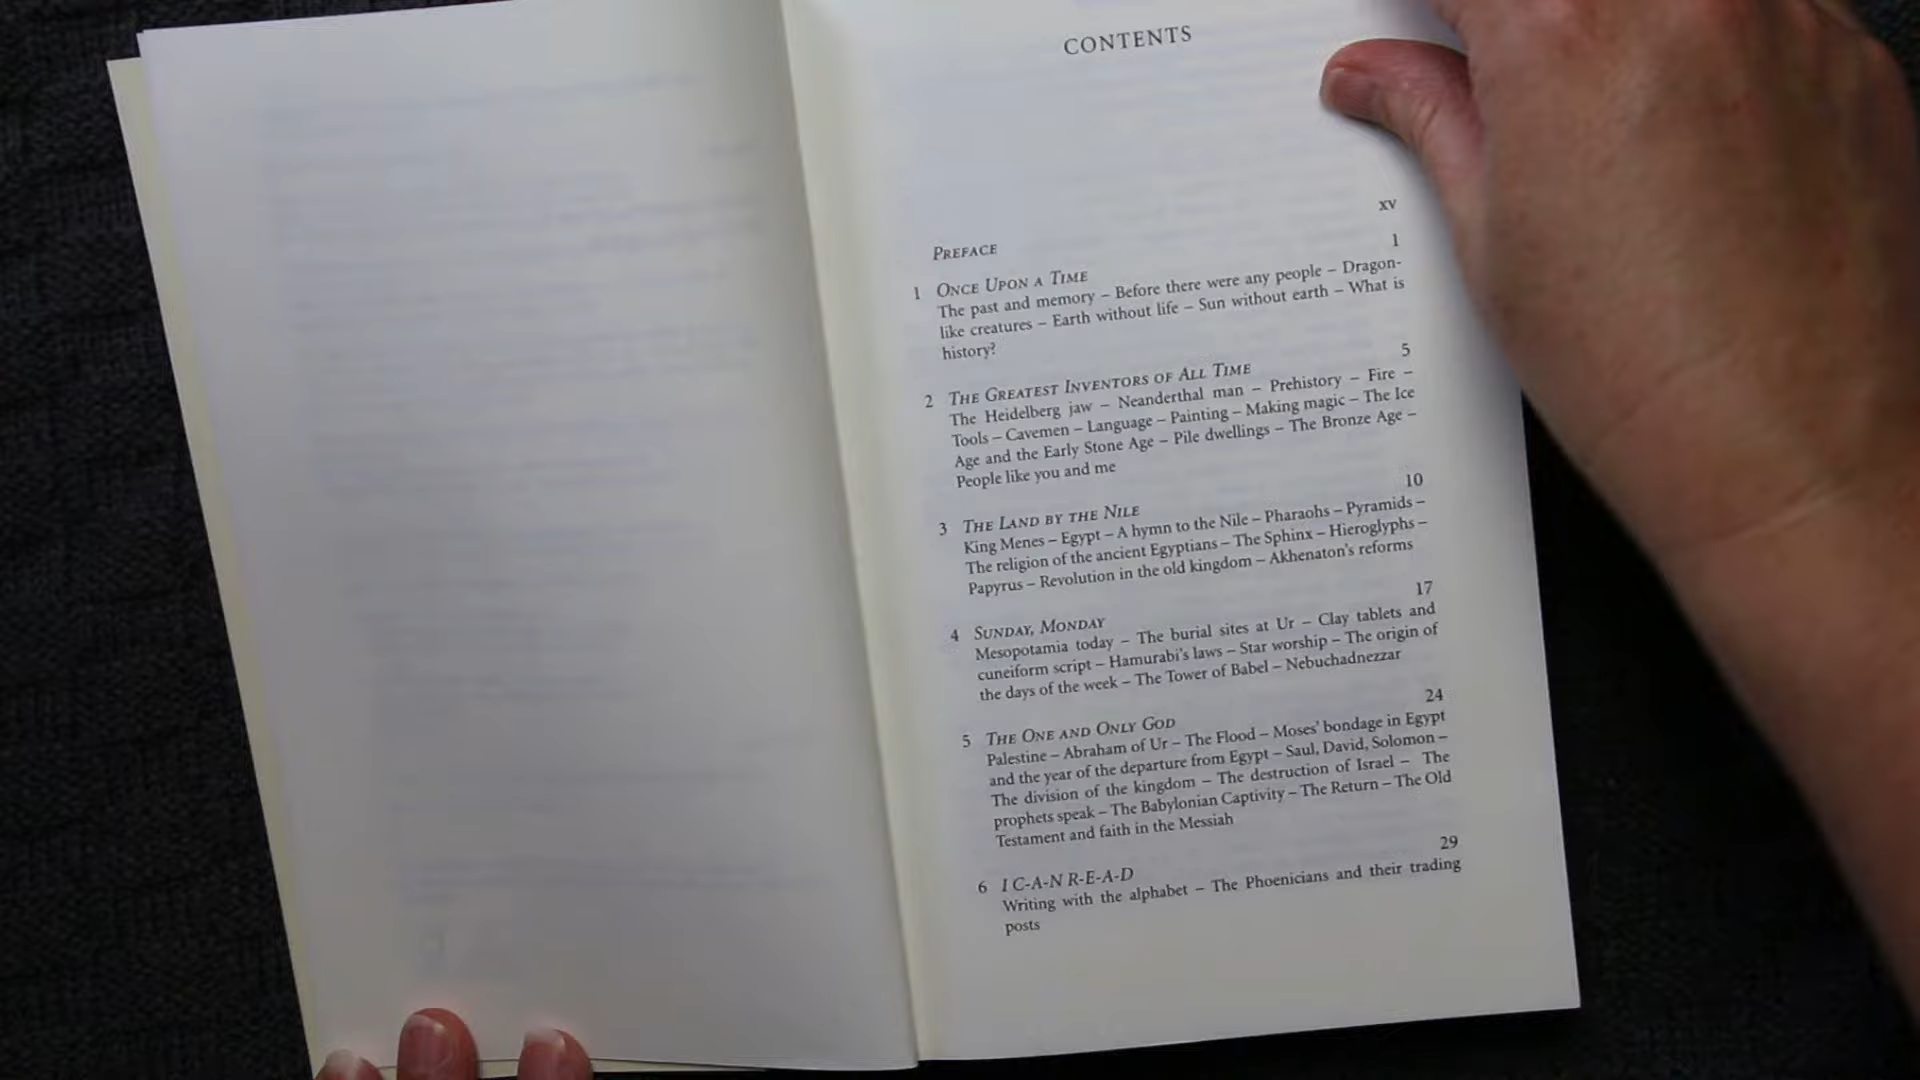 CONTENTS
PREFACE xv
1 ONCE UPON A TIME 1
The past and memory – Before there were any people – Dragon-
like creatures – Earth without life – Sun without earth – What is
history?
2 THE GREATEST INVENTORS OF ALL TIME 5
The Heidelberg jaw – Neanderthal man – Prehistory – Fire –
Tools – Cavemen – Language – Painting – Making magic – The Ice
Age and the Early Stone Age – Pile dwellings – The Bronze Age –
People like you and me
3 THE LAND BY THE NILE 10
King Menes – Egypt – A hymn to the Nile – Pharaohs – Pyramids –
The religion of the ancient Egyptians – The Sphinx – Hieroglyphs –
Papyrus – Revolution in the old kingdom – Akhenaton's reforms
4 SUNDAY, MONDAY 17
Mesopotamia today – The burial sites at Ur – Clay tablets and
cuneiform script – Hamurabi's laws – Star worship – The origin of
the days of the week – The Tower of Babel – Nebuchadnezzar
5 THE ONE AND ONLY GOD 24
Palestine – Abraham of Ur – The Flood – Moses' bondage in Egypt
and the year of the departure from Egypt – Saul, David, Solomon –
The division of the kingdom – The destruction of Israel – The
prophets speak – The Babylonian Captivity – The Return – The Old
Testament and faith in the Messiah
6 I C-A-N R-E-A-D 29
Writing with the alphabet – The Phoenicians and their trading
posts